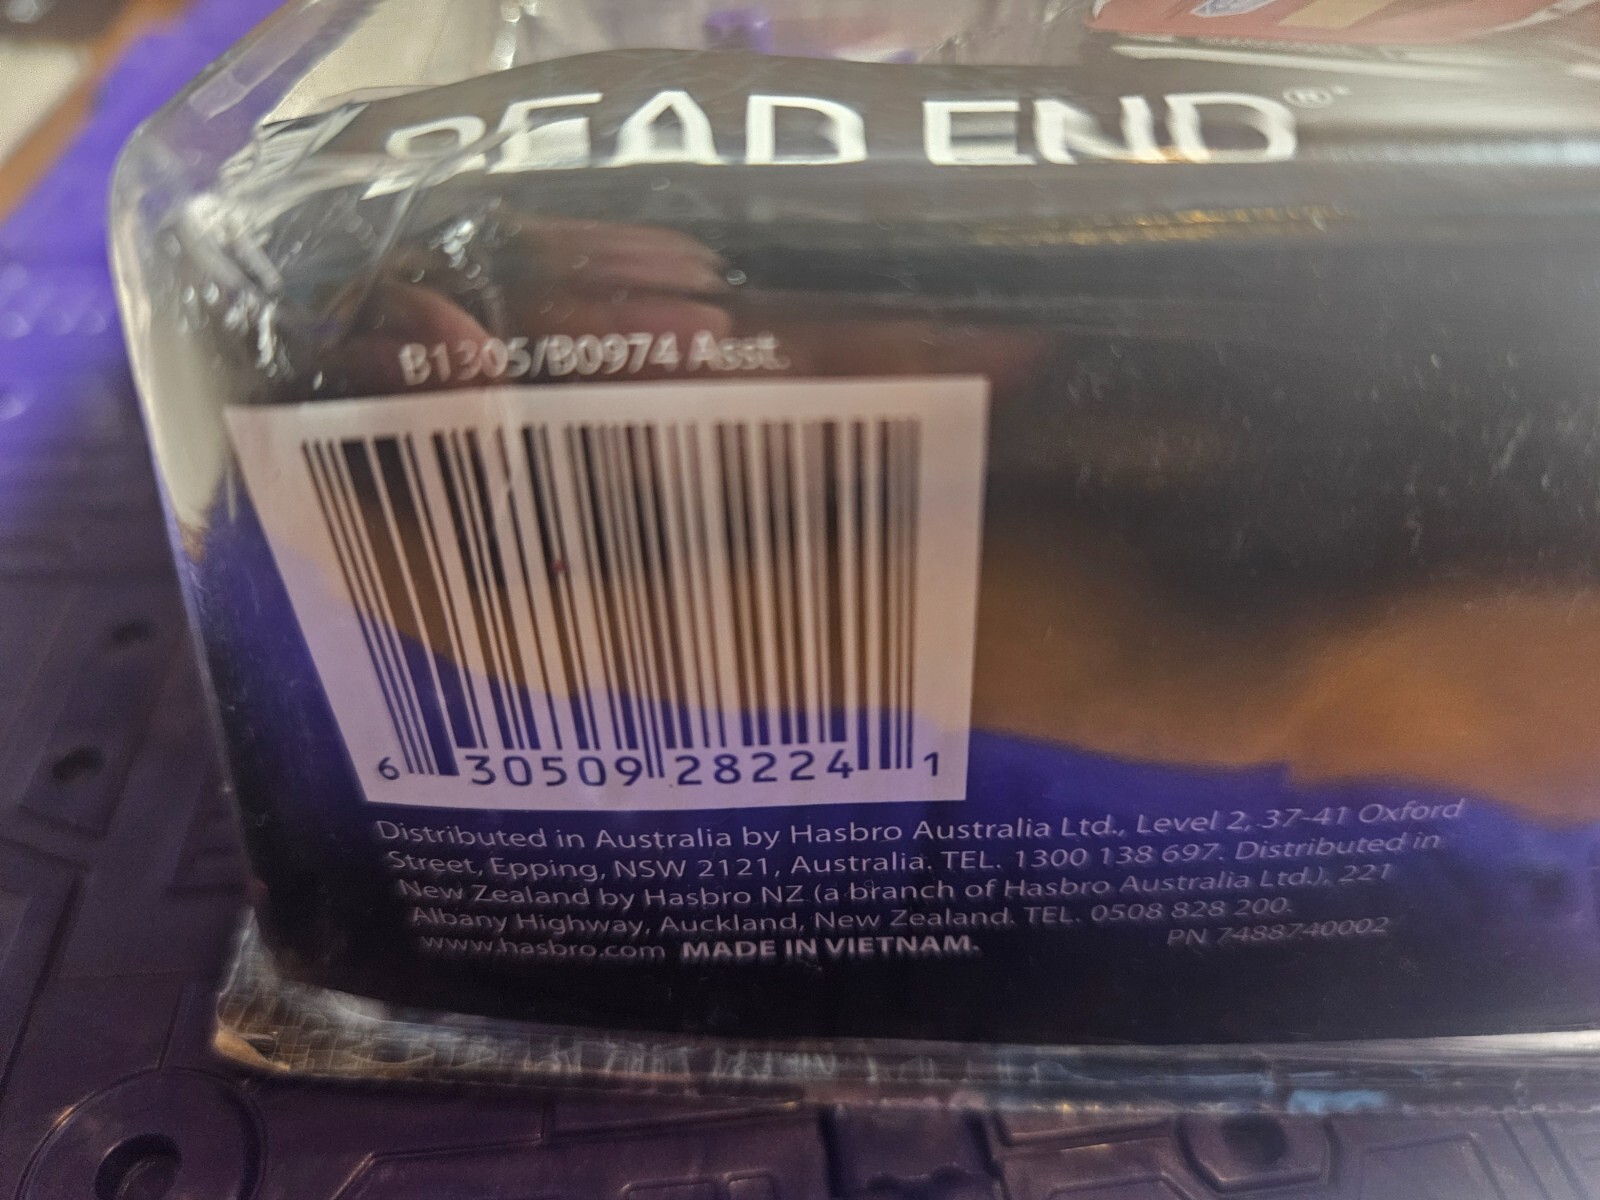 DEAD END®
B1305/B0974 Asst.
6 30509 28224 1
Distributed in Australia by Hasbro Australia Ltd., Level 2, 37-41 Oxford
Street, Epping, NSW 2121, Australia. TEL. 1300 138 697. Distributed in
New Zealand by Hasbro NZ (a branch of Hasbro Australia Ltd.), 221
Albany Highway, Auckland, New Zealand. TEL. 0508 828 200.
www.hasbro.com MADE IN VIETNAM. PN 7488740002